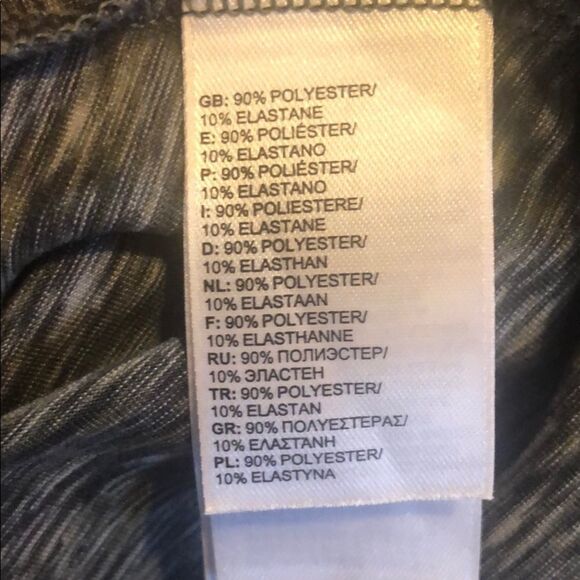 GB: 90% POLYESTER/
10% ELASTANE
E: 90% POLIÉSTER/
10% ELASTANO
P: 90% POLIÉSTER/
10% ELASTANO
I: 90% POLIESTERE/
10% ELASTANE
D: 90% POLYESTER/
10% ELASTHAN
NL: 90% POLYESTER/
10% ELASTAAN
F: 90% POLYESTER/
10% ELASTHANNE
RU: 90% ПОЛИЭСТЕР/
10% ЭЛАСТЕН
TR: 90% POLYESTER/
10% ELASTAN
GR: 90% ΠΟΛΥΕΣΤΕΡΑΣ/
10% ΕΛΑΣΤΆΝΗ
PL: 90% POLYESTER/
10% ELASTYNA